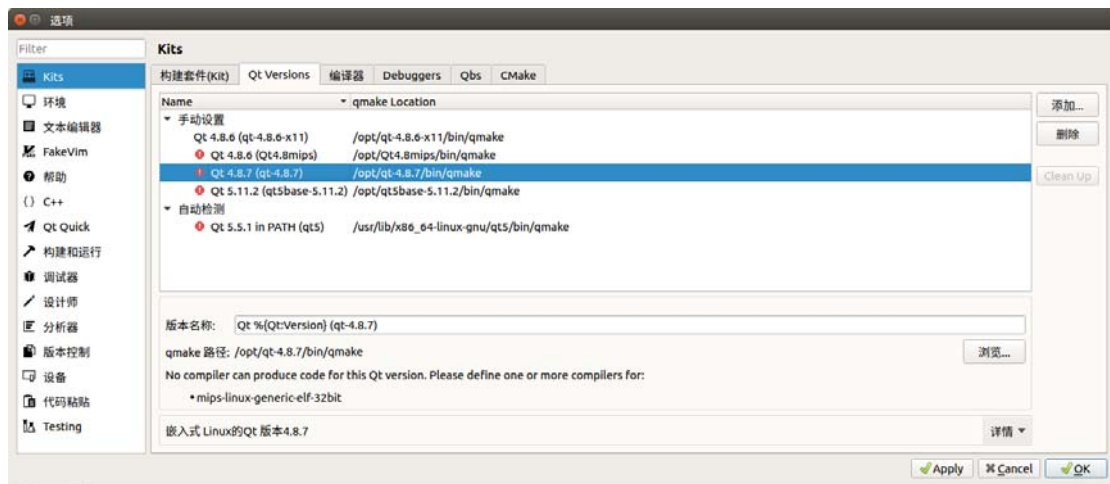 选项
Filter
Kits
环境
文本编辑器
FakeVim
帮助
{} C++
Qt Quick
构建和运行
调试器
设计师
分析器
版本控制
设备
代码粘贴
Testing
Kits
构建套件(Kit) Qt Versions 编译器 Debuggers Qbs CMake
Name qmake Location
手动设置
Qt 4.8.6 (qt-4.8.6-x11) /opt/qt-4.8.6-x11/bin/qmake
Qt 4.8.6 (Qt4.8mips) /opt/Qt4.8mips/bin/qmake
Qt 4.8.7 (qt-4.8.7) /opt/qt-4.8.7/bin/qmake
Qt 5.11.2 (qt5base-5.11.2) /opt/qt5base-5.11.2/bin/qmake
自动检测
Qt 5.5.1 in PATH (qt5) /usr/lib/x86_64-linux-gnu/qt5/bin/qmake
添加...
删除
Clean Up
版本名称: Qt %{Qt:Version} (qt-4.8.7)
qmake 路径: /opt/qt-4.8.7/bin/qmake 浏览...
No compiler can produce code for this Qt version. Please define one or more compilers for:
•mips-linux-generic-elf-32bit
嵌入式 Linux的Qt 版本4.8.7 详情
Apply Cancel OK